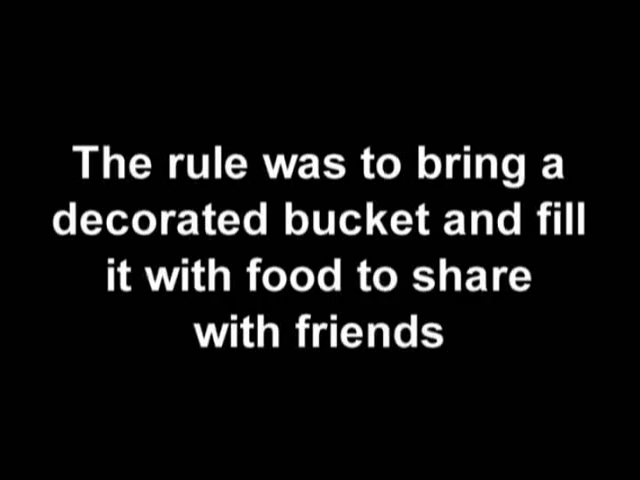 The rule was to bring a
decorated bucket and fill
it with food to share
with friends